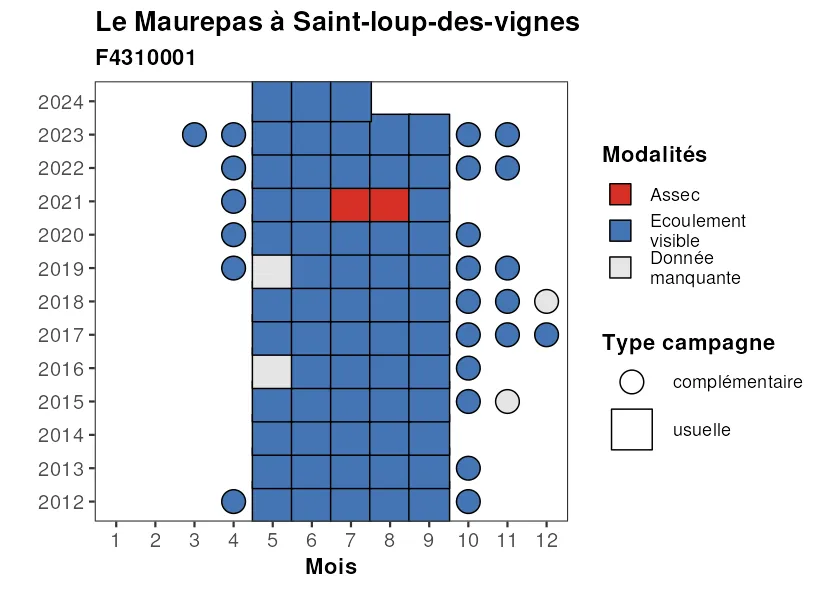 Le Maurepas à Saint-loup-des-vignes
F4310001
2024
2023
2022
2021
2020
2019
2018
2017
2016
2015
2014
2013
2012
1 2 3 4 5 6 7 8 9 10 11 12
Mois
Modalités
Assec
Ecoulement
visible
Donnée
manquante
Type campagne
complémentaire
usuelle